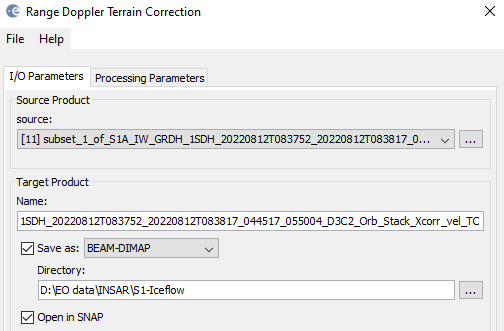 Range Doppler Terrain Correction
File Help
I/O Parameters Processing Parameters
Source Product
source:
[11] subset_1_of_S1A_IW_GRDH_1SDH_20220812T083752_20220812T083817_0... ...
Target Product
Name:
1SDH_20220812T083752_20220812T083817_044517_055004_D3C2_Orb_Stack_Xcorr_vel_TC
Save as: BEAM-DIMAP
Directory:
D:\EO data\INSAR\S1-Iceflow ...
Open in SNAP